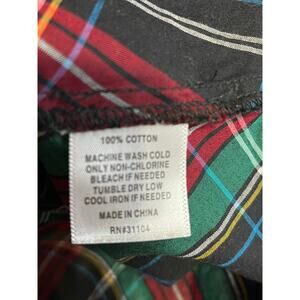 100% COTTON
MACHINE WASH COLD
ONLY NON-CHLORINE
BLEACH IF NEEDED
TUMBLE DRY LOW
COOL IRON IF NEEDED
MADE IN CHINA
RN#31104